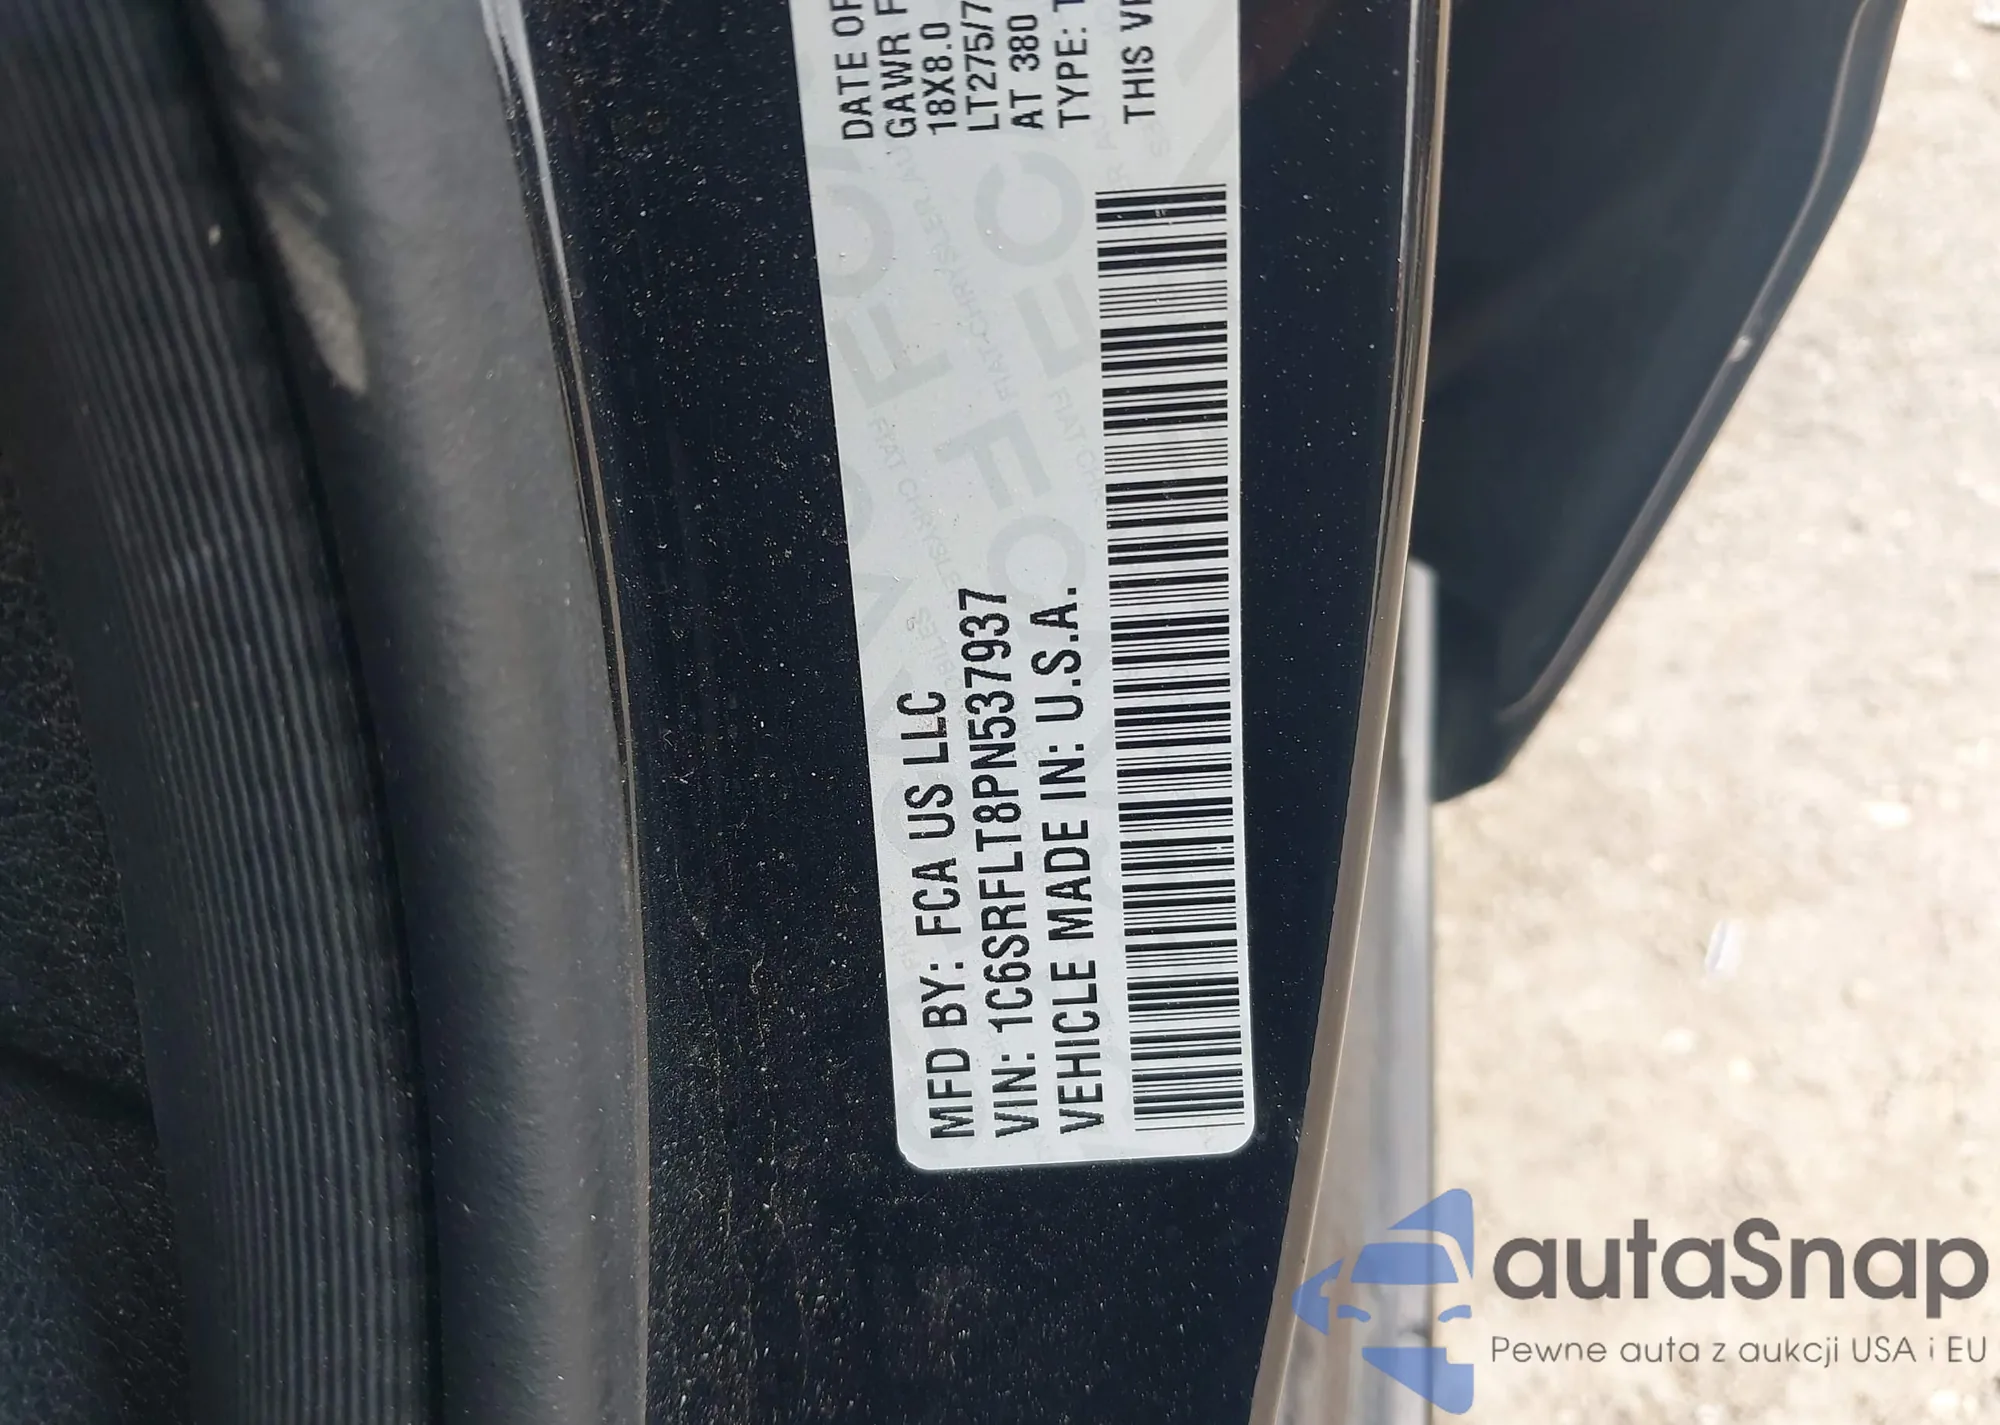 MFD BY: FCA US LLC
VIN: 1C6SRFLT8PN537937
VEHICLE MADE IN: U.S.A.
DATE OF
GAWR F
18X8.0
LT275/7
AT 380
TYPE: T
THIS
autaSnap
Pewne auta z aukcji USA i EU